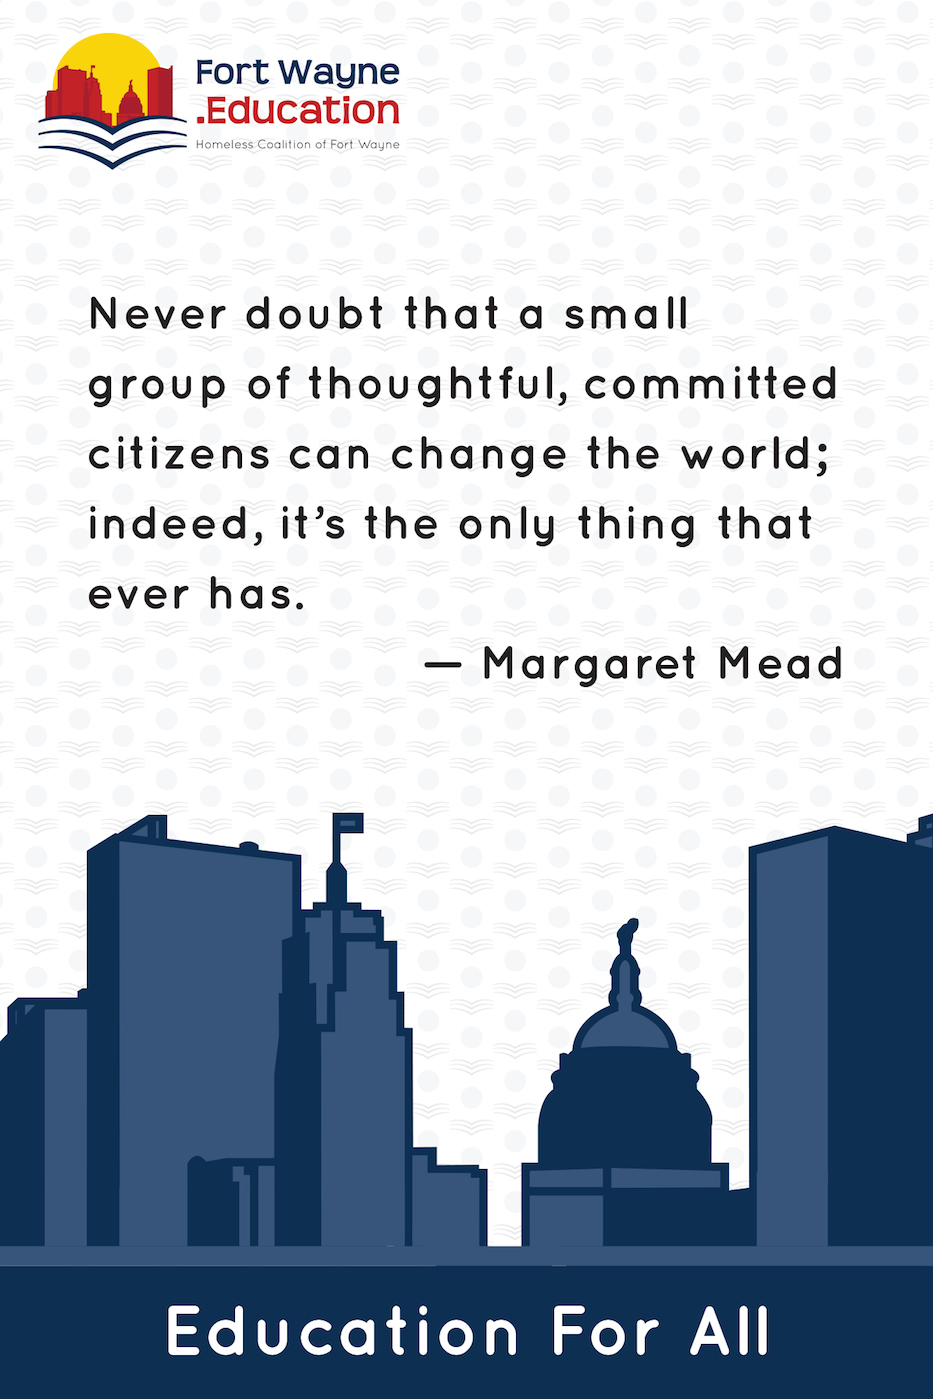 Fort Wayne
.Education
Homeless Coalition of Fort Wayne
Never doubt that a small
group of thoughtful, committed
citizens can change the world;
indeed, it’s the only thing that
ever has.
— Margaret Mead
Education For All